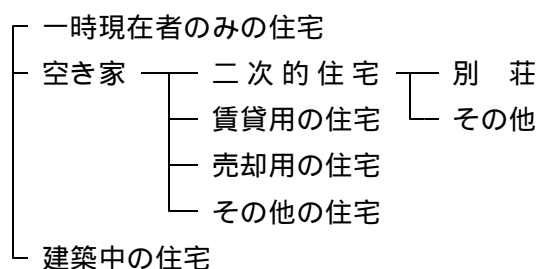 一時現在者のみの住宅
空き家 二次的住宅 別 荘
賃貸用の住宅 その他
売却用の住宅
その他の住宅
建築中の住宅